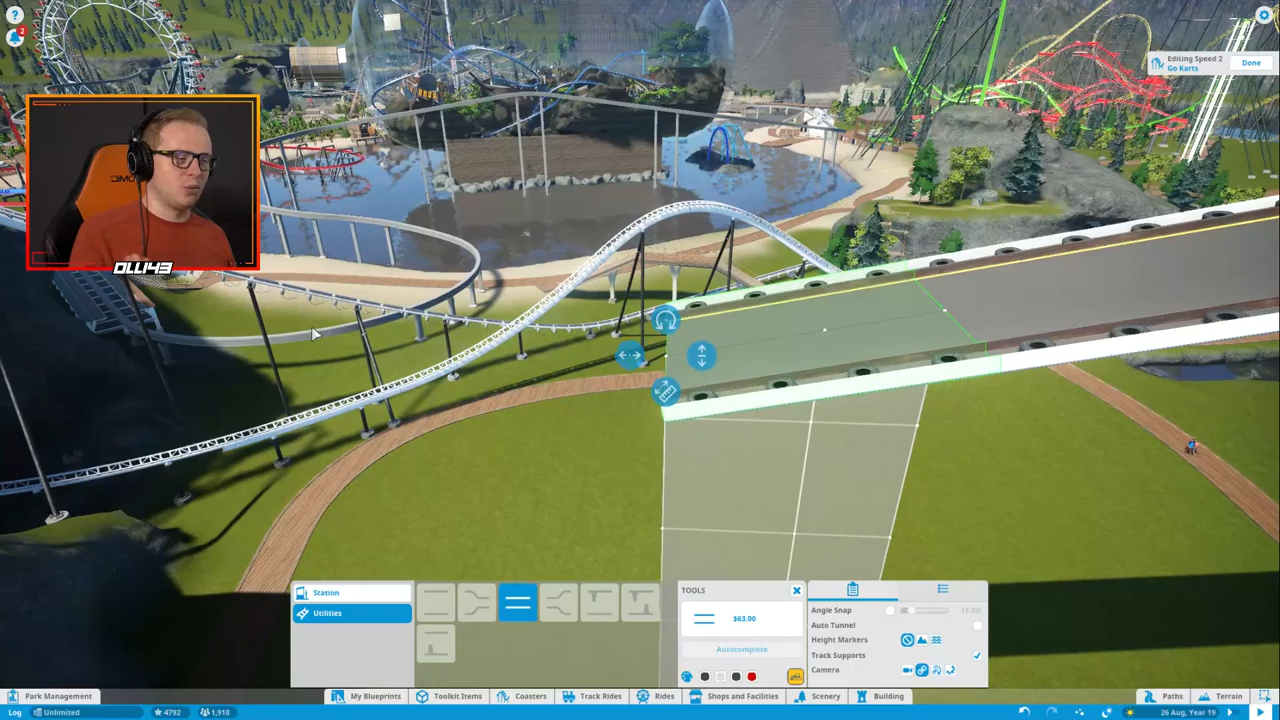 ?
2
Editing Speed 2
Go Karts
Done
OLLI43
Station
Utilities
TOOLS
$63.00
Autocomplete
Angle Snap
Auto Tunnel
Height Markers
Track Supports
Camera
Park Management
My Blueprints
Toolkit Items
Coasters
Track Rides
Rides
Shops and Facilities
Scenery
Building
Paths
Terrain
Log
Unlimited
4792
1,918
26 Aug, Year 19